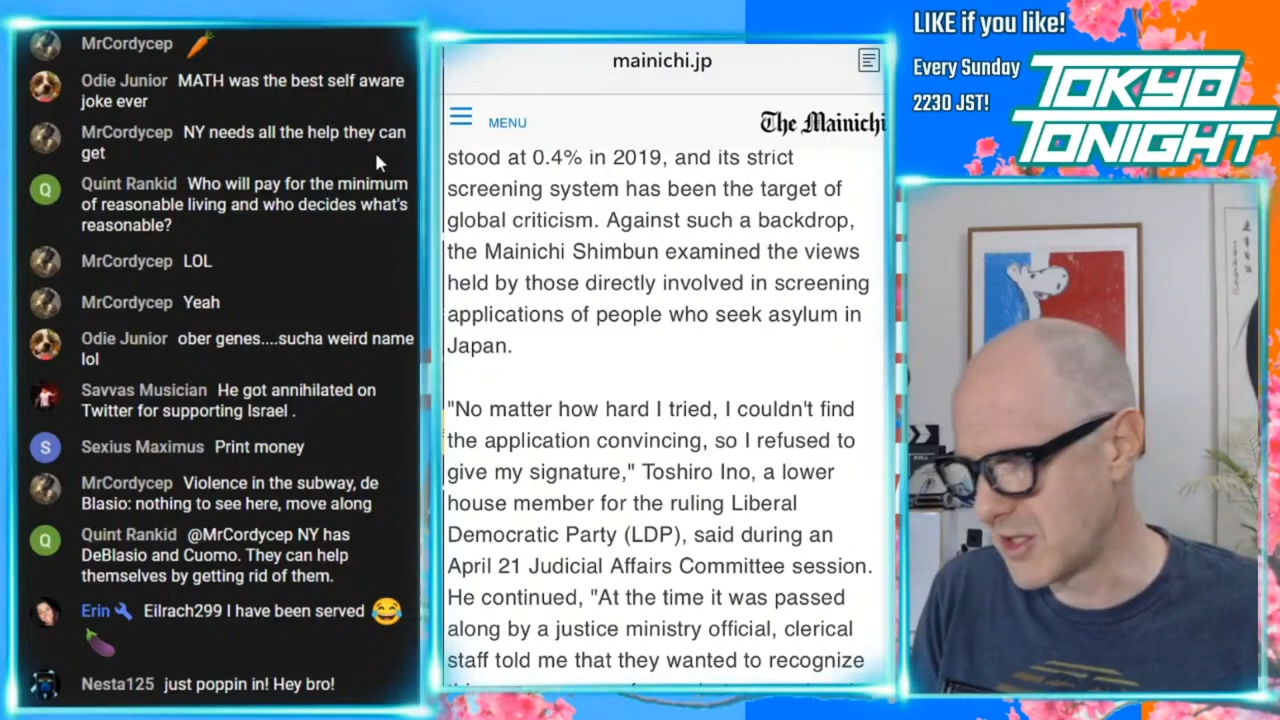 MrCordycep
Odie Junior MATH was the best self aware
joke ever
MrCordycep NY needs all the help they can
get
Quint Rankid Who will pay for the minimum
of reasonable living and who decides what's
reasonable?
MrCordycep LOL
MrCordycep Yeah
Odie Junior ober genes....sucha weird name
lol
Savvas Musician He got annihilated on
Twitter for supporting Israel .
S Sexius Maximus Print money
MrCordycep Violence in the subway, de
Blasio: nothing to see here, move along
Q Quint Rankid @MrCordycep NY has
DeBlasio and Cuomo. They can help
themselves by getting rid of them.
Erin Eilrach299 I have been served 😂
🍆
Nesta125 just poppin in! Hey bro!
mainichi.jp
MENU
The Mainichi
stood at 0.4% in 2019, and its strict
screening system has been the target of
global criticism. Against such a backdrop,
the Mainichi Shimbun examined the views
held by those directly involved in screening
applications of people who seek asylum in
Japan.
"No matter how hard I tried, I couldn't find
the application convincing, so I refused to
give my signature," Toshiro Ino, a lower
house member for the ruling Liberal
Democratic Party (LDP), said during an
April 21 Judicial Affairs Committee session.
He continued, "At the time it was passed
along by a justice ministry official, clerical
staff told me that they wanted to recognize
LIKE if you like!
Every Sunday
2230 JST!
TOKYO
TONIGHT